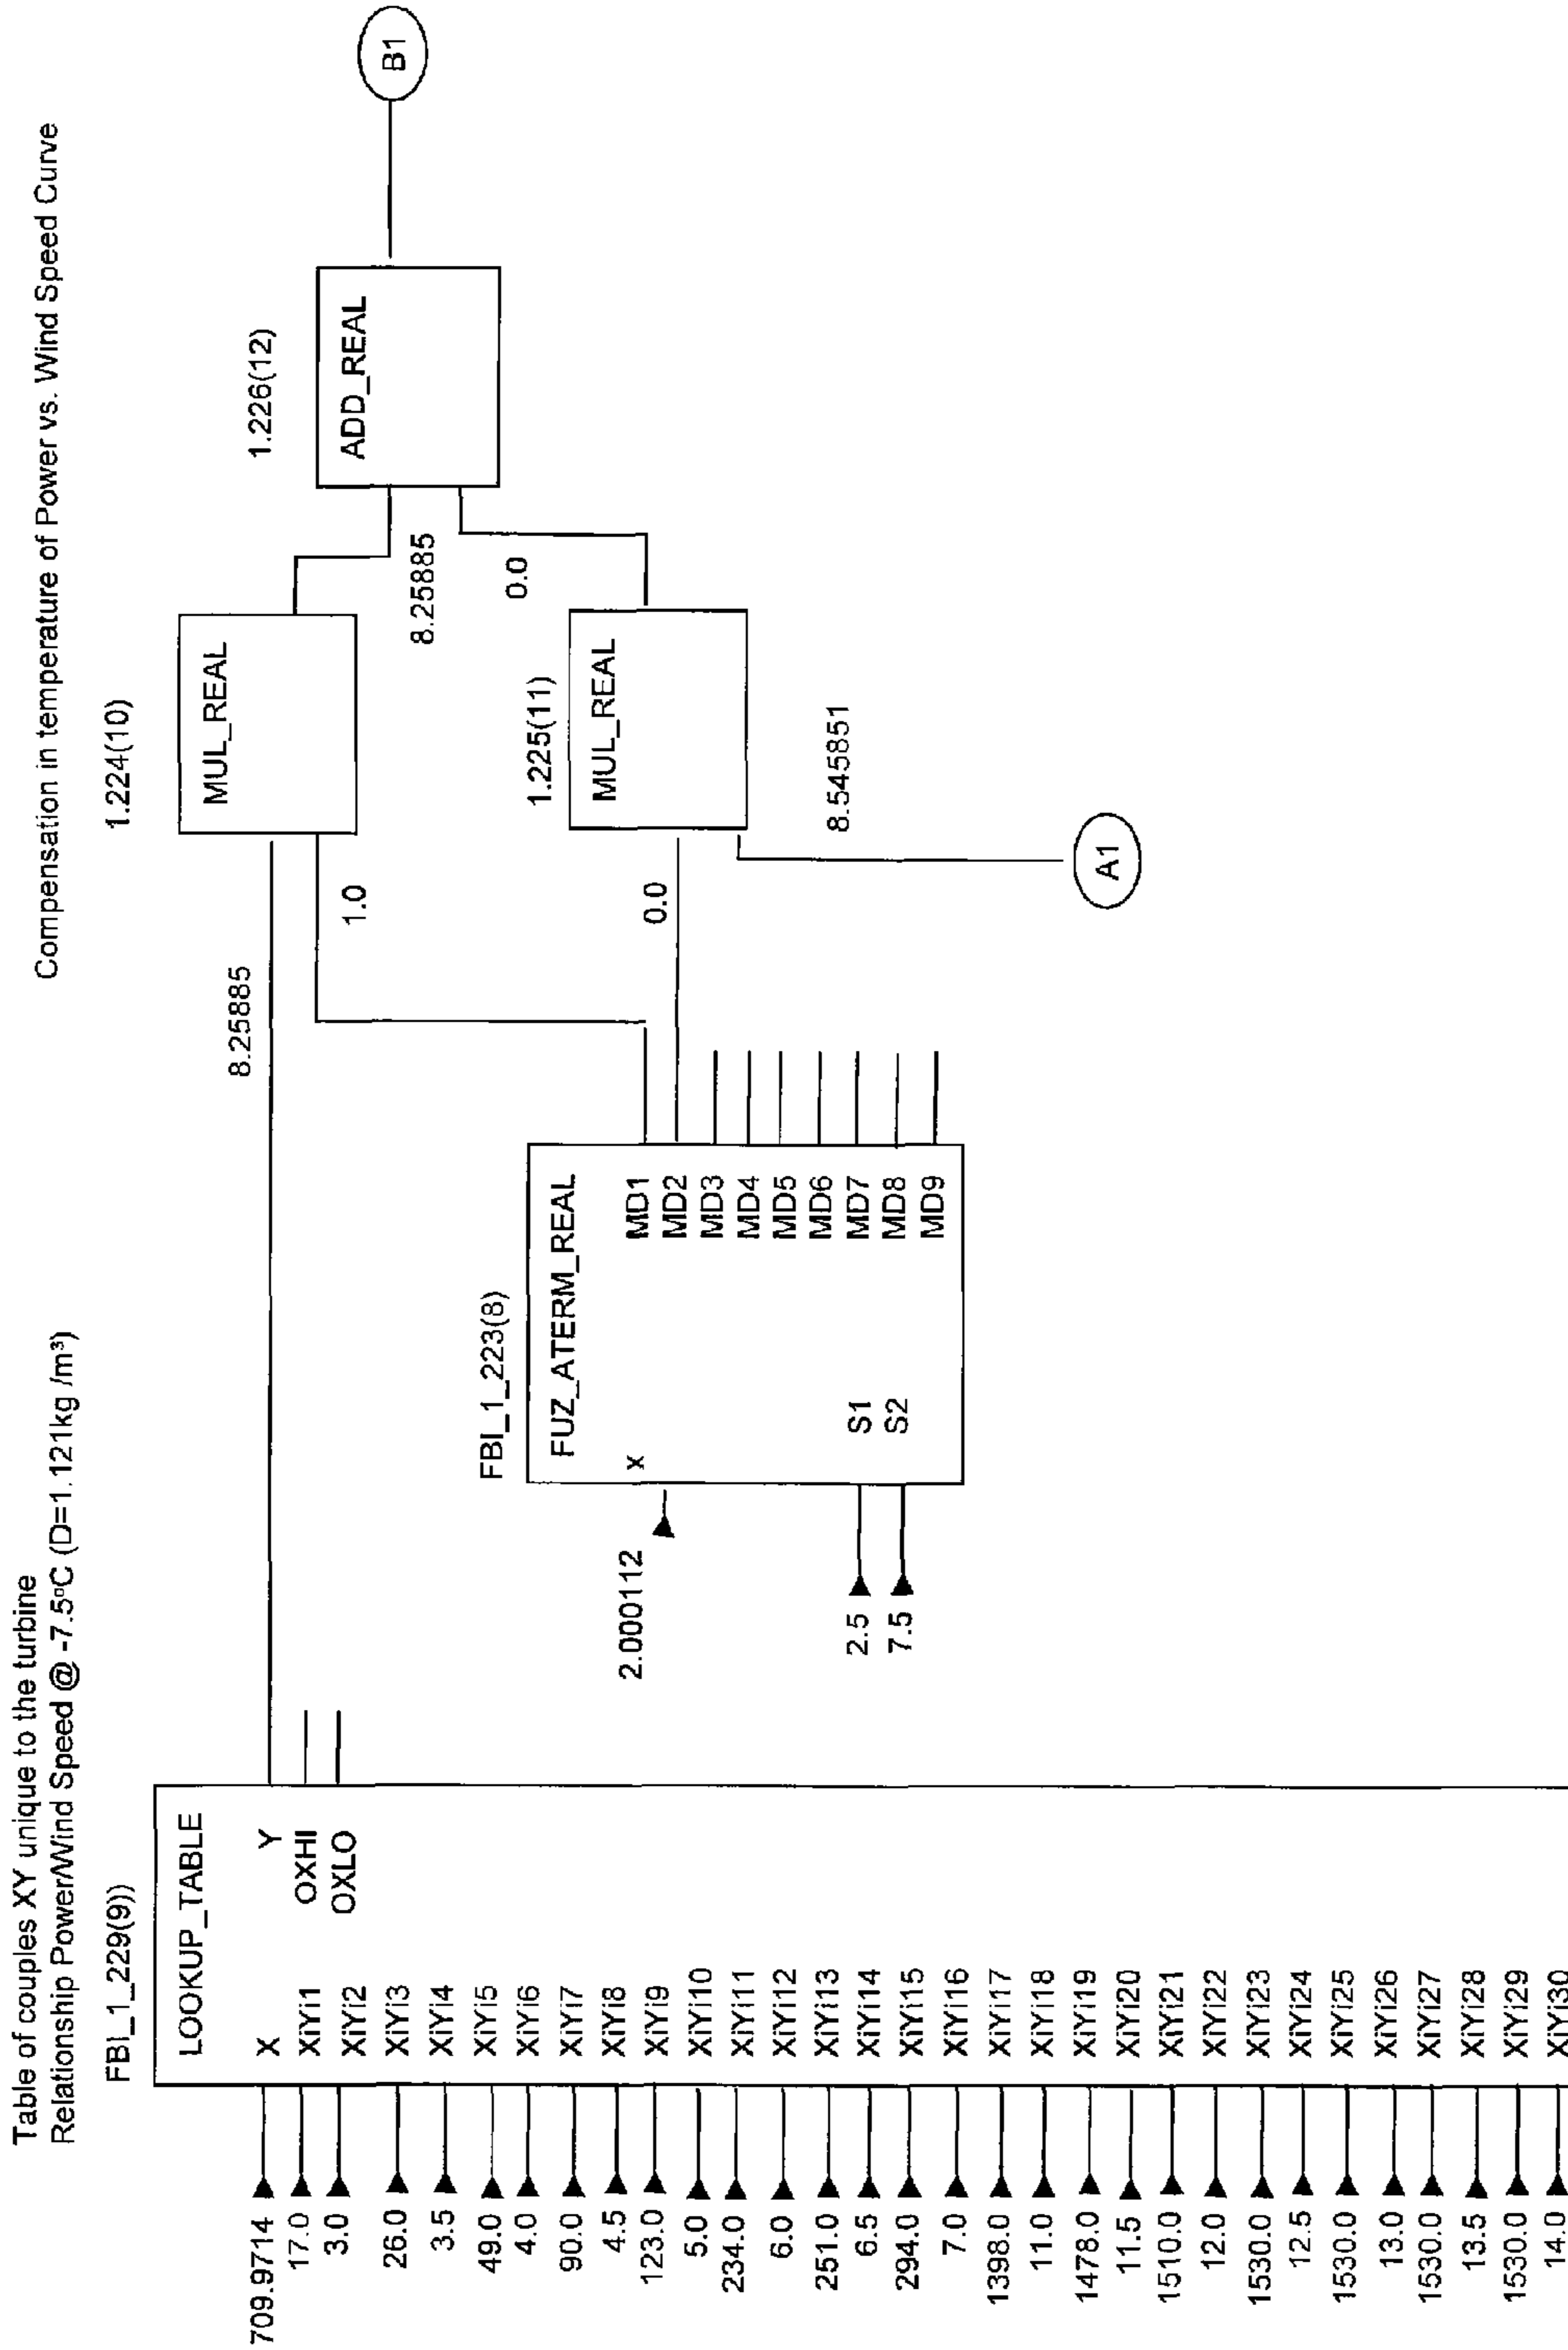 Table of couples XY unique to the turbine
Relationship Power/Wind Speed @ -7.5ºC (D=1.121kg /m³)
Compensation in temperature of Power vs. Wind Speed Curve
FBI_1_229(9))
LOOKUP_TABLE
709.9714 X Y
17.0 XiYi1 OXHI
3.0 XiYi2 OXLO
26.0 XiYi3
3.5 XiYi4
49.0 XiYi5
4.0 XiYi6
90.0 XiYi7
4.5 XiYi8
123.0 XiYi9
5.0 XiYi10
234.0 XiYi11
6.0 XiYi12
251.0 XiYi13
6.5 XiYi14
294.0 XiYi15
7.0 XiYi16
1398.0 XiYi17
11.0 XiYi18
1478.0 XiYi19
11.5 XiYi20
1510.0 XiYi21
12.0 XiYi22
1530.0 XiYi23
12.5 XiYi24
1530.0 XiYi25
13.0 XiYi26
1530.0 XiYi27
13.5 XiYi28
1530.0 XiYi29
14.0 XiYi30
8.25885
FBI_1_223(8)
FUZ_ATERM_REAL
2.000112
X MD1
MD2
MD3
MD4
MD5
MD6
2.5 S1 MD7
7.5 S2 MD8
MD9
1.224(10)
MUL_REAL
1.0
1.225(11)
MUL_REAL
0.0
8.545851
A1
8.25885
0.0
1.226(12)
ADD_REAL
B1